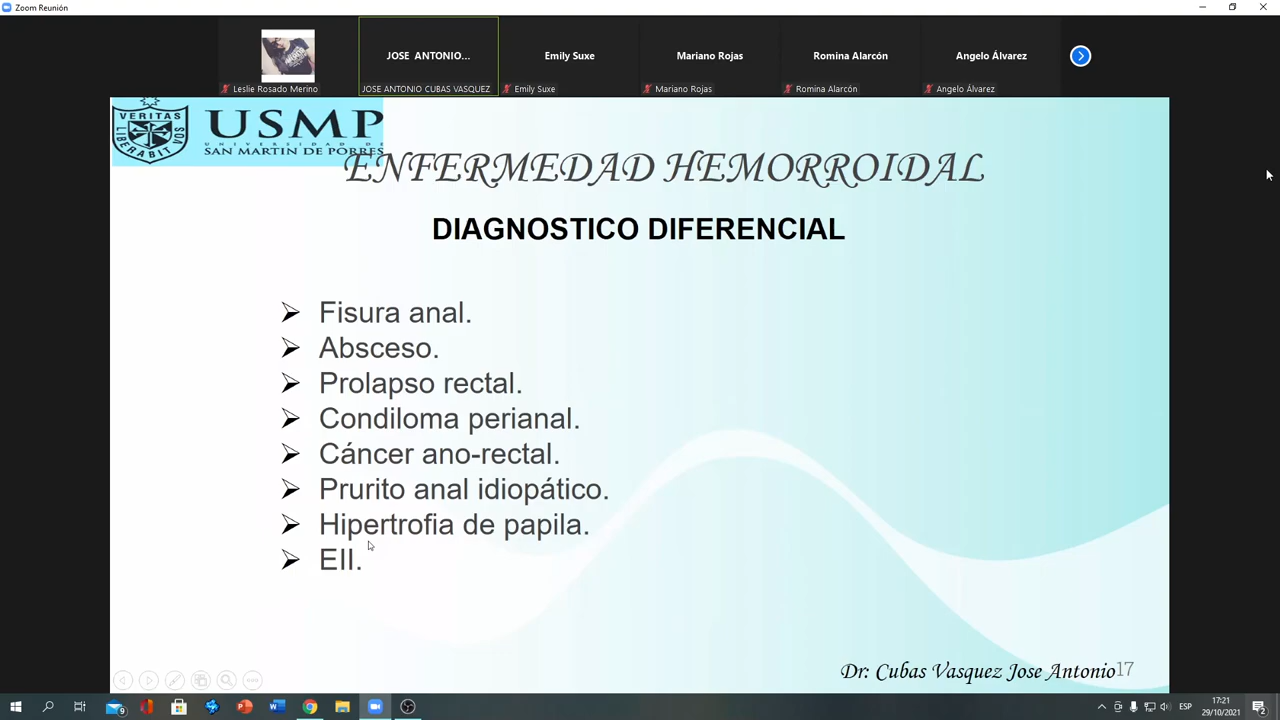 Zoom Reunión
JOSE ANTONIO...
Emily Suxe
Mariano Rojas
Romina Alarcón
Angelo Álvarez
Leslie Rosado Merino
JOSE ANTONIO CUBAS VASQUEZ
Emily Suxe
Mariano Rojas
Romina Alarcón
Angelo Álvarez
VERITAS
LIBERABIT VOS
USMP
UNIVERSIDAD DE
SAN MARTIN DE PORRES
ENFERMEDAD HEMORROIDAL
DIAGNOSTICO DIFERENCIAL
Fisura anal.
Absceso.
Prolapso rectal.
Condiloma perianal.
Cáncer ano-rectal.
Prurito anal idiopático.
Hipertrofia de papila.
EII.
Dr: Cubas Vasquez Jose Antonio 17
ESP
17:21
29/10/2021